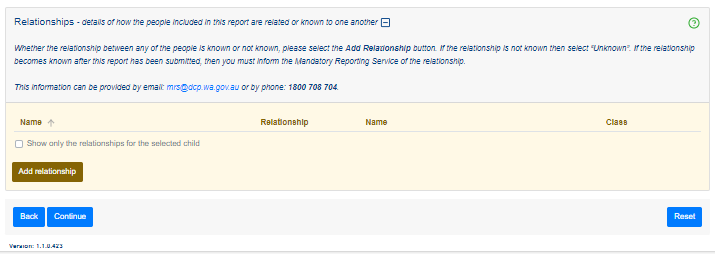 Relationships - details of how the people included in this report are related or known to one another
Whether the relationship between any of the people is known or not known, please select the Add Relationship button. If the relationship is not known then select "Unknown". If the relationship
becomes known after this report has been submitted, then you must inform the Mandatory Reporting Service of the relationship.
This information can be provided by email: mrs@dcp.wa.gov.au or by phone: 1800 708 704.
Name Relationship Name Class
Show only the relationships for the selected child
Add relationship
Back Continue Reset
Version: 1.1.0.423